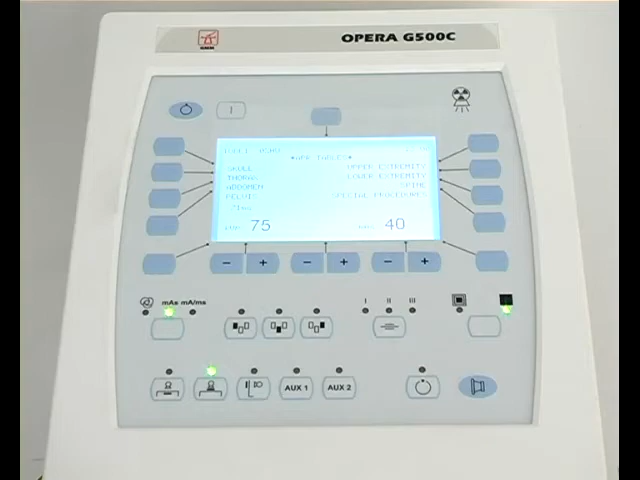 OPERA G500C
SKULL UPPER EXTREMITY
THORAX LOWER EXTREMITY
ABDOMEN SPINE
PELVIS SPECIAL PROCEDURES
75 40
- + - + - +
mAs mA/ms
I II III
AUX 1 AUX 2